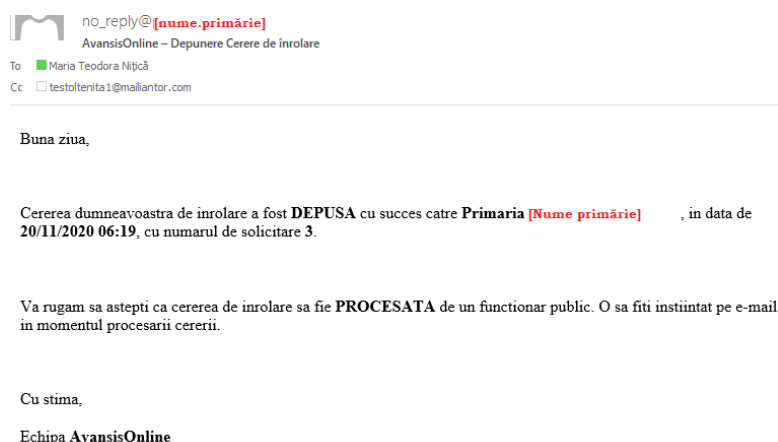 no_reply@[nume.primărie]
AvansisOnline – Depunere Cerere de înrolare
To Maria Teodora Nițică
Cc testoltenita1@mailiantor.com
Buna ziua,
Cererea dumneavoastra de inrolare a fost DEPUSA cu succes catre Primaria [Nume primărie] , in data de
20/11/2020 06:19, cu numarul de solicitare 3.
Va rugam sa astepti ca cererea de inrolare sa fie PROCESATA de un functionar public. O sa fiti instiintat pe e-mail
in momentul procesarii cererii.
Cu stima,
Echipa AvansisOnline